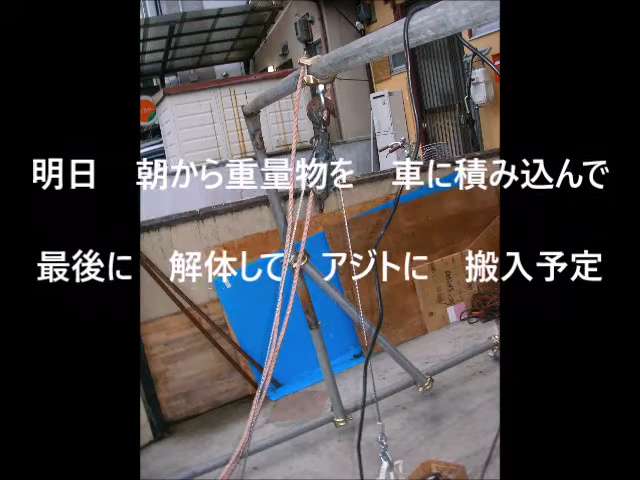 明日　朝から重量物を　車に積み込んで
最後に　解体して　アジトに　搬入予定